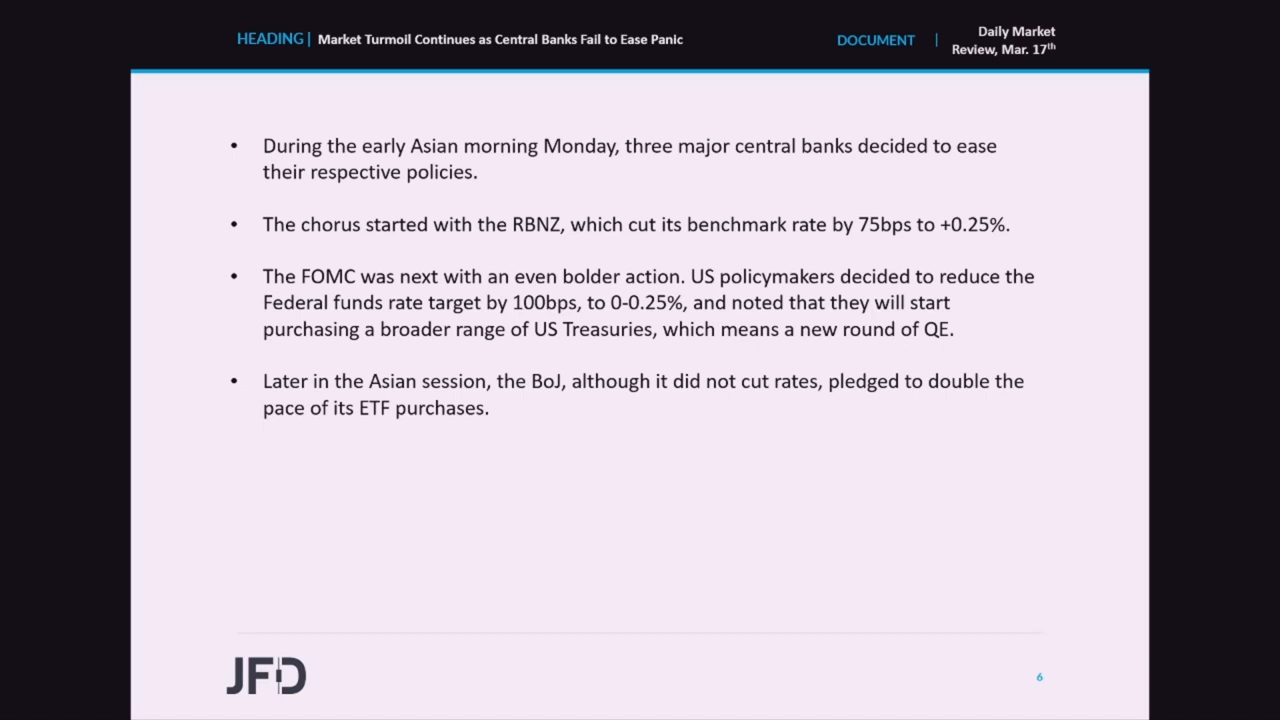 HEADING | Market Turmoil Continues as Central Banks Fail to Ease Panic
DOCUMENT | Daily Market
Review, Mar. 17th
• During the early Asian morning Monday, three major central banks decided to ease
their respective policies.
• The chorus started with the RBNZ, which cut its benchmark rate by 75bps to +0.25%.
• The FOMC was next with an even bolder action. US policymakers decided to reduce the
Federal funds rate target by 100bps, to 0-0.25%, and noted that they will start
purchasing a broader range of US Treasuries, which means a new round of QE.
• Later in the Asian session, the BoJ, although it did not cut rates, pledged to double the
pace of its ETF purchases.
JFD
6